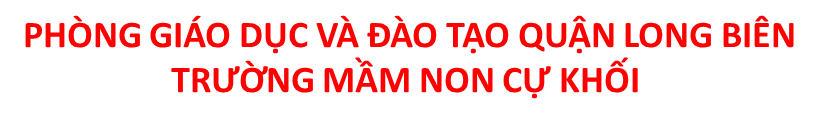 PHÒNG GIÁO DỤC VÀ ĐÀO TẠO QUẬN LONG BIÊN
TRƯỜNG MẦM NON CỰ KHỐI